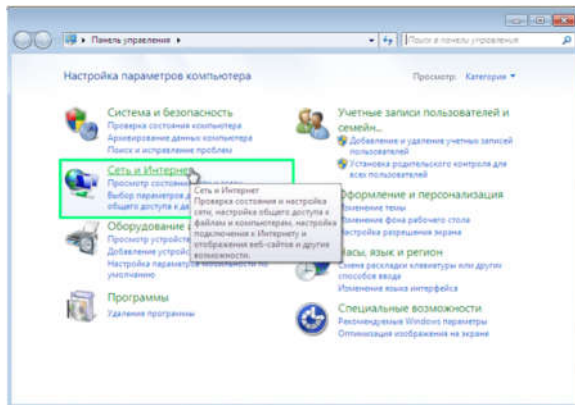 Панель управления
Поиск в панели управления
Настройка параметров компьютера
Просмотр: Категория
Система и безопасность
Проверка состояния компьютера
Архивирование данных компьютера
Поиск и исправление проблем
Сеть и Интернет
Просмотр состояния
Выбор параметров д
общего доступа к да
Сеть и Интернет
Проверка состояния и настройка
сети, настройка общего доступа к
файлам и компьютерам, настройка
подключения к Интернету и
отображения веб-сайтов и другие
возможности.
Оборудование и
Просмотр устройств
Добавление устройс
Настройка параметров мобильности по
умолчанию
Программы
Удаление программы
Учетные записи пользователей и
семейн...
Добавление и удаление учетных записей
пользователей
Установка родительского контроля для
всех пользователей
Оформление и персонализация
Изменение темы
Изменение фона рабочего стола
Настройка разрешения экрана
Часы, язык и регион
Смена раскладки клавиатуры или других
способов ввода
Изменение языка интерфейса
Специальные возможности
Рекомендуемые Windows параметры
Оптимизация изображения на экране